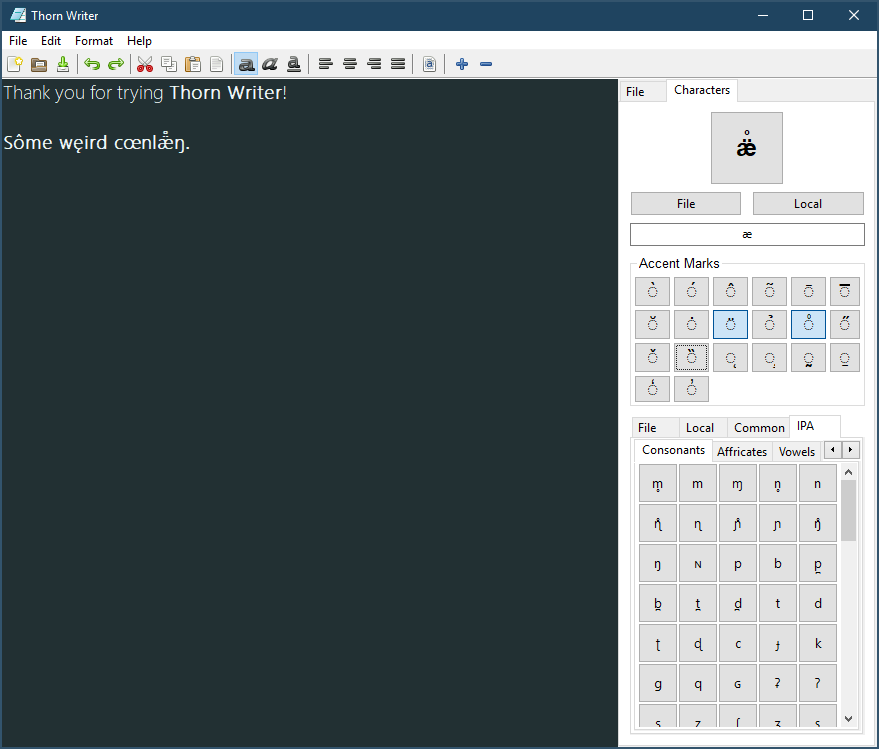 Thorn Writer
File Edit Format Help
a a a
Thank you for trying Thorn Writer!
Sôme węird cœnlæ̈̊ŋ.
File Characters
æ̈̊
File Local
æ
Accent Marks
◌̀ ◌́ ◌̂ ◌̃ ◌̄ ◌̅
◌̆ ◌̇ ◌̈ ◌̉ ◌̊ ◌̋
◌̌ ◌̏ ◌̨ ◌̦ ◌̰ ◌̱
File Local Common IPA
Consonants Affricates Vowels
m̥ m ɱ n̥ n
ɳ̊ ɳ ɲ̊ ɲ ŋ̊
ŋ ɴ p b p̪
b̪ t̪ d̪ t d
ʈ ɖ c ɟ k
g q ɢ ʡ ʔ